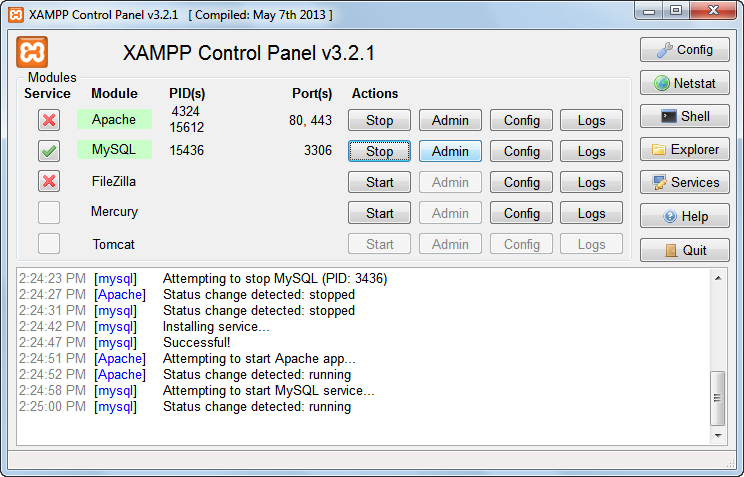 XAMPP Control Panel v3.2.1 [ Compiled: May 7th 2013 ]
XAMPP Control Panel v3.2.1
Config
Modules
Service Module PID(s) Port(s) Actions
Netstat
Apache 4324 15612 80, 443 Stop Admin Config Logs
Shell
MySQL 15436 3306 Stop Admin Config Logs
Explorer
FileZilla Start Admin Config Logs
Services
Mercury Start Admin Config Logs
Help
Tomcat Start Admin Config Logs
Quit
2:24:23 PM [mysql] Attempting to stop MySQL (PID: 3436)
2:24:27 PM [Apache] Status change detected: stopped
2:24:31 PM [mysql] Status change detected: stopped
2:24:42 PM [mysql] Installing service...
2:24:47 PM [mysql] Successful!
2:24:51 PM [Apache] Attempting to start Apache app...
2:24:52 PM [Apache] Status change detected: running
2:24:58 PM [mysql] Attempting to start MySQL service...
2:25:00 PM [mysql] Status change detected: running